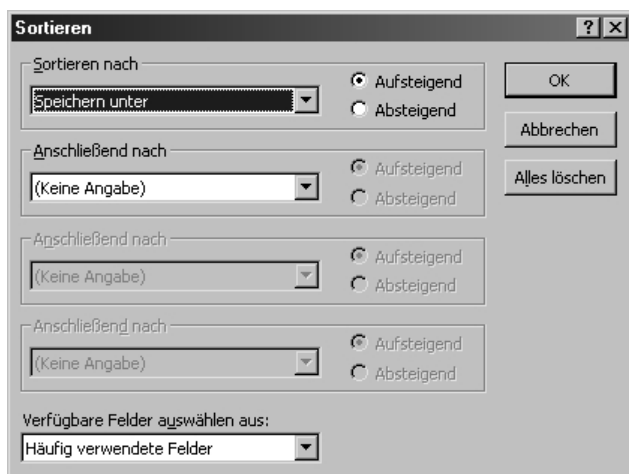 Sortieren
Sortieren nach
Speichern unter
Aufsteigend
Absteigend
OK
Abbrechen
Alles löschen
Anschließend nach
(Keine Angabe)
Aufsteigend
Absteigend
Anschließend nach
(Keine Angabe)
Aufsteigend
Absteigend
Anschließend nach
(Keine Angabe)
Aufsteigend
Absteigend
Verfügbare Felder auswählen aus:
Häufig verwendete Felder